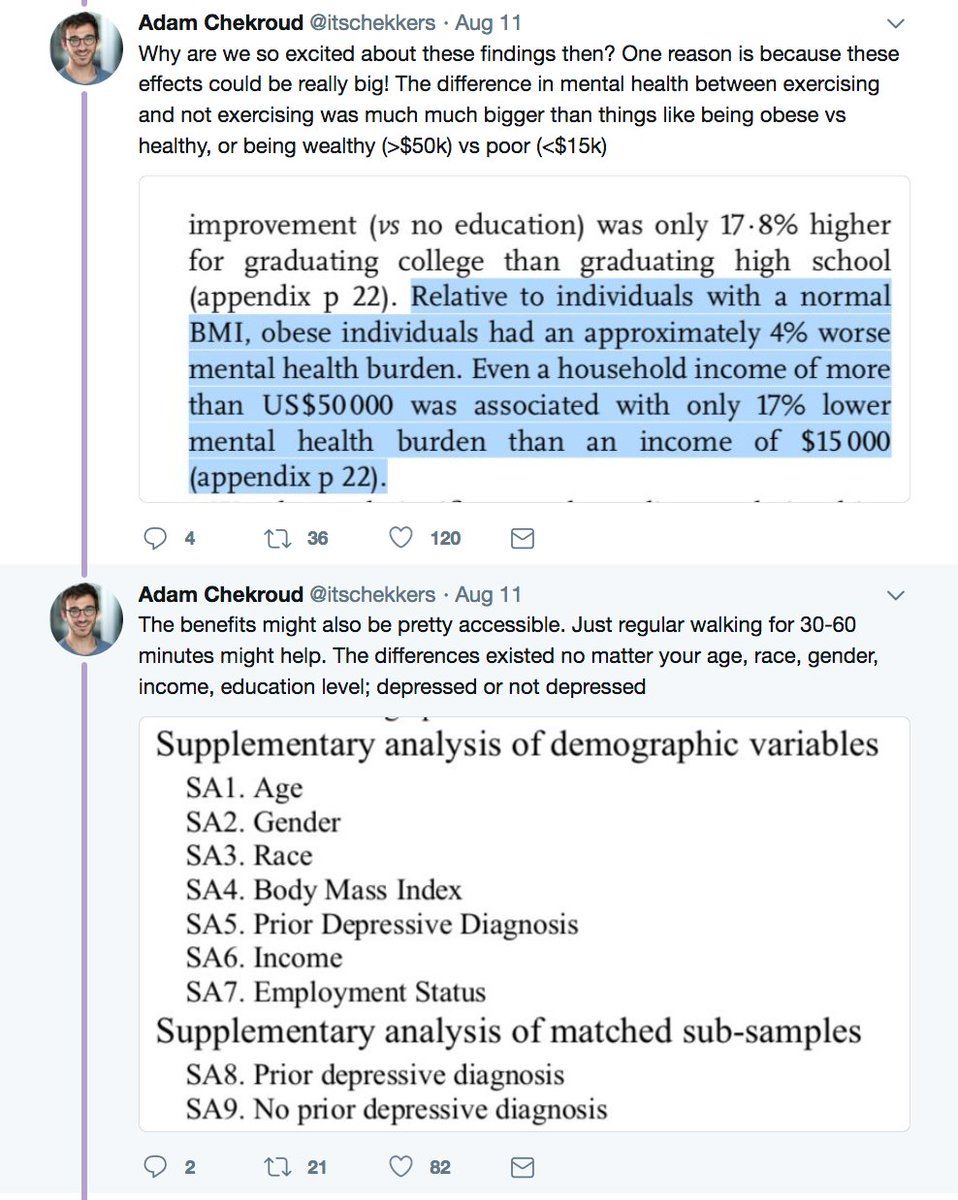 Adam Chekroud @itschekkers · Aug 11
Why are we so excited about these findings then? One reason is because these
effects could be really big! The difference in mental health between exercising
and not exercising was much much bigger than things like being obese vs
healthy, or being wealthy (>$50k) vs poor (<$15k)
improvement (vs no education) was only 17·8% higher
for graduating college than graduating high school
(appendix p 22). Relative to individuals with a normal
BMI, obese individuals had an approximately 4% worse
mental health burden. Even a household income of more
than US$50 000 was associated with only 17% lower
mental health burden than an income of $15 000
(appendix p 22).
4 36 120
Adam Chekroud @itschekkers · Aug 11
The benefits might also be pretty accessible. Just regular walking for 30-60
minutes might help. The differences existed no matter your age, race, gender,
income, education level; depressed or not depressed
Supplementary analysis of demographic variables
SA1. Age
SA2. Gender
SA3. Race
SA4. Body Mass Index
SA5. Prior Depressive Diagnosis
SA6. Income
SA7. Employment Status
Supplementary analysis of matched sub-samples
SA8. Prior depressive diagnosis
SA9. No prior depressive diagnosis
2 21 82